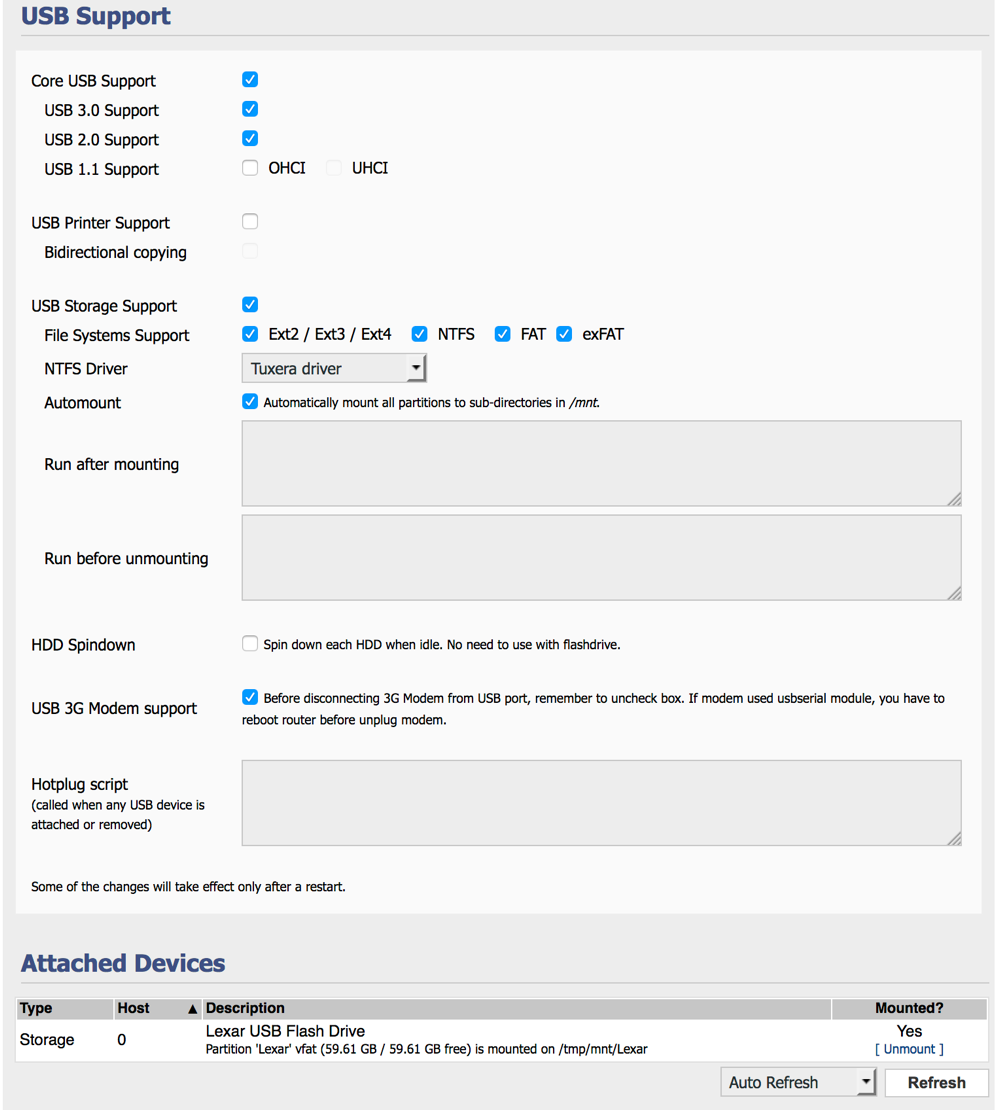 USB Support
Core USB Support
USB 3.0 Support
USB 2.0 Support
USB 1.1 Support OHCI UHCI
USB Printer Support
Bidirectional copying
USB Storage Support
File Systems Support Ext2 / Ext3 / Ext4 NTFS FAT exFAT
NTFS Driver Tuxera driver
Automount Automatically mount all partitions to sub-directories in /mnt.
Run after mounting
Run before unmounting
HDD Spindown Spin down each HDD when idle. No need to use with flashdrive.
USB 3G Modem support Before disconnecting 3G Modem from USB port, remember to uncheck box. If modem used usbserial module, you have to
reboot router before unplug modem.
Hotplug script
(called when any USB device is
attached or removed)
Some of the changes will take effect only after a restart.
Attached Devices
Type Host ▲ Description Mounted?
Storage 0 Lexar USB Flash Drive Yes
Partition 'Lexar' vfat (59.61 GB / 59.61 GB free) is mounted on /tmp/mnt/Lexar [ Unmount ]
Auto Refresh Refresh